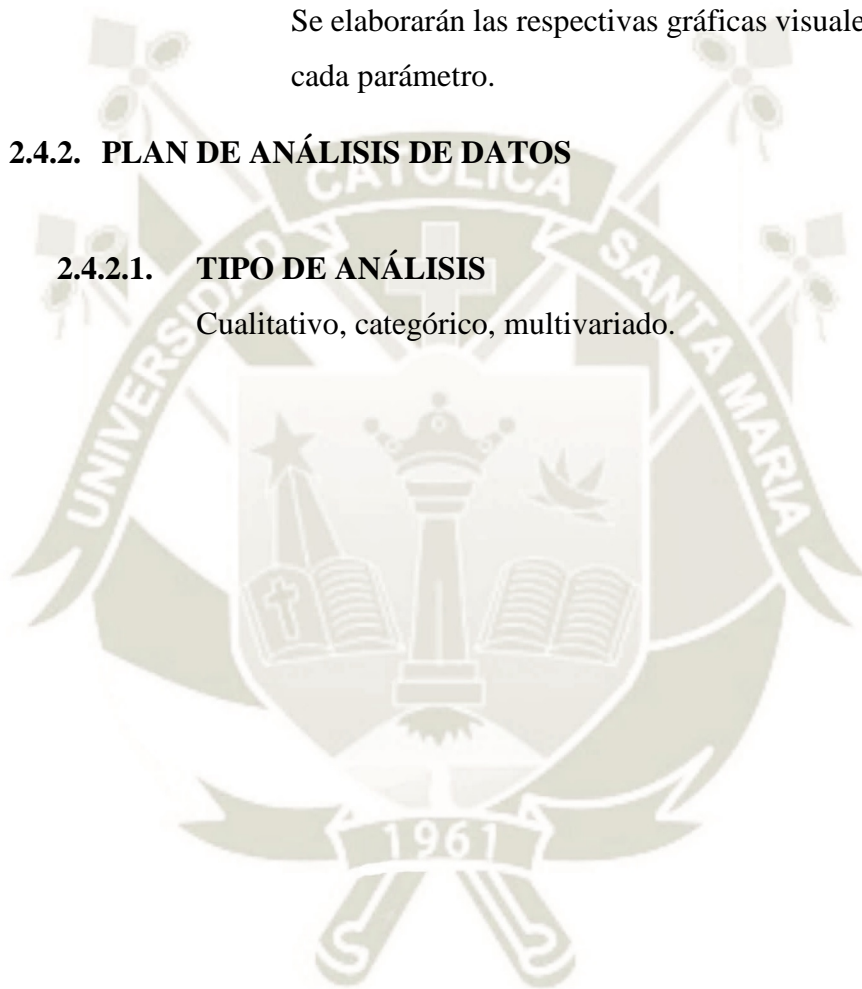 Se elaborarán las respectivas gráficas
cada parámetro.
2.4.2. PLAN DE ANÁLISIS DE DATOS
2.4.2.1. TIPO DE ANÁLISIS
Cualitativo, categórico, multivariado.
UNIVERSIDAD CATOLICA SANTA MARIA
1961